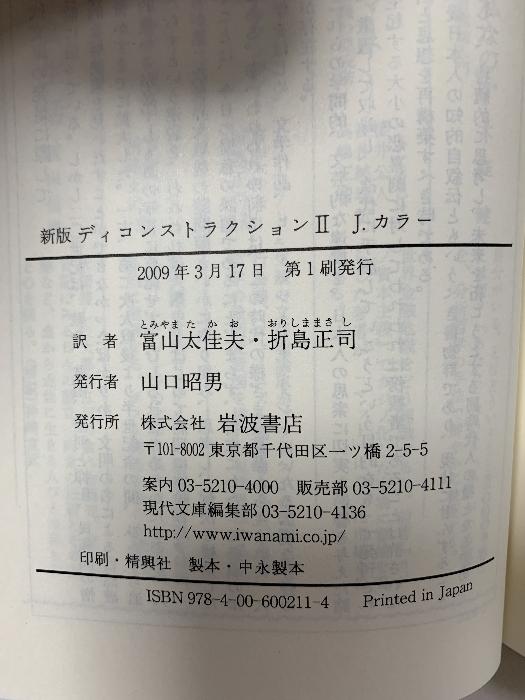 新版 ディコンストラクションⅡ J.カラー
2009年3月17日 第1刷発行
とみやまたかお おりしままさし
訳者 富山太佳夫・折島正司
発行者 山口昭男
発行所 株式会社 岩波書店
〒101-8002 東京都千代田区一ツ橋2-5-5
案内 03-5210-4000 販売部 03-5210-4111
現代文庫編集部 03-5210-4136
http://www.iwanami.co.jp/
印刷・精興社 製本・中永製本
ISBN 978-4-00-600211-4 Printed in Japan